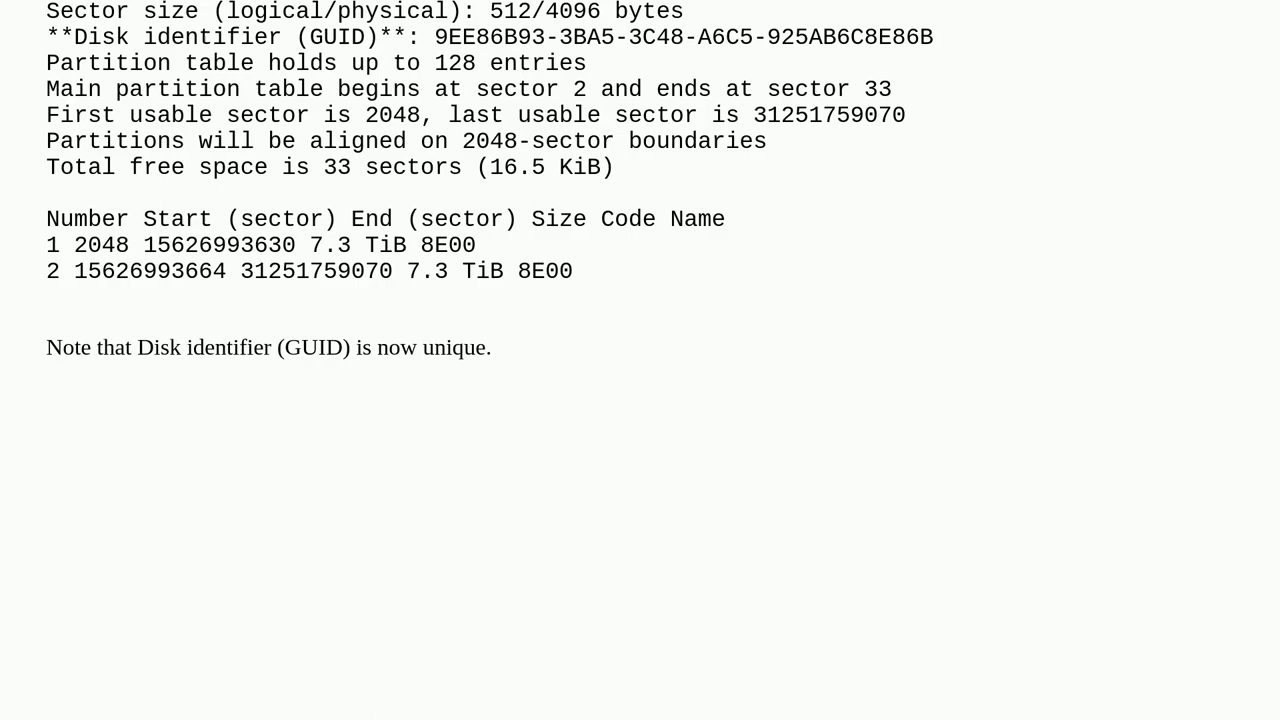 Sector size (logical/physical): 512/4096 bytes
**Disk identifier (GUID)**: 9EE86B93-3BA5-3C48-A6C5-925AB6C8E86B
Partition table holds up to 128 entries
Main partition table begins at sector 2 and ends at sector 33
First usable sector is 2048, last usable sector is 31251759070
Partitions will be aligned on 2048-sector boundaries
Total free space is 33 sectors (16.5 KiB)
Number Start (sector) End (sector) Size Code Name
1 2048 15626993630 7.3 TiB 8E00
2 15626993664 31251759070 7.3 TiB 8E00
Note that Disk identifier (GUID) is now unique.